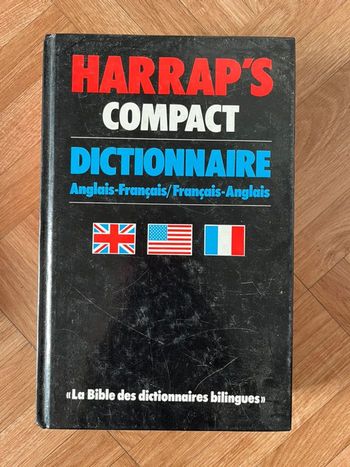 HARRAP'S
COMPACT
DICTIONNAIRE
Anglais-Français/Français-Anglais
«La Bible des dictionnaires bilingues»